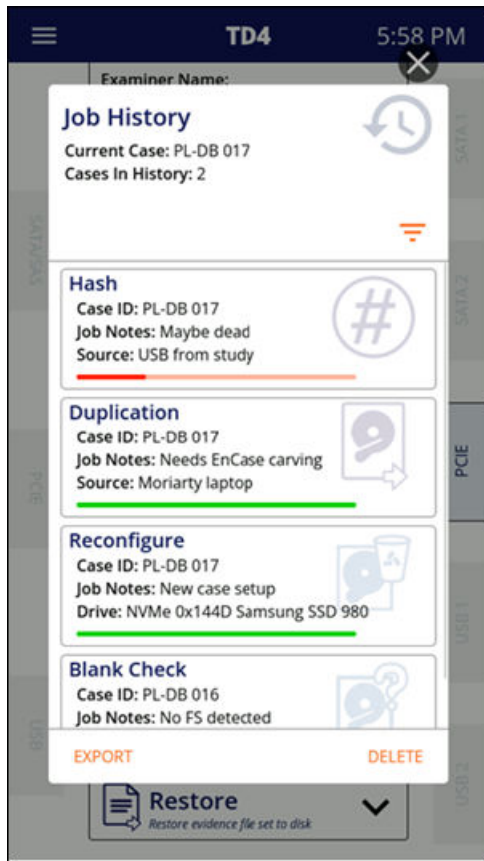 TD4
5:58 PM
Examiner Name:
Job History
Current Case: PL-DB 017
Cases In History: 2
Hash
Case ID: PL-DB 017
Job Notes: Maybe dead
Source: USB from study
#
Duplication
Case ID: PL-DB 017
Job Notes: Needs EnCase carving
Source: Moriarty laptop
Reconfigure
Case ID: PL-DB 017
Job Notes: New case setup
Drive: NVMe 0x144D Samsung SSD 980
Blank Check
Case ID: PL-DB 016
Job Notes: No FS detected
?
EXPORT
DELETE
Restore
Restore evidence file set to disk
SATA/SAS
PCIE
USB
SATA 1
SATA 2
PCIE
USB 1
USB 2